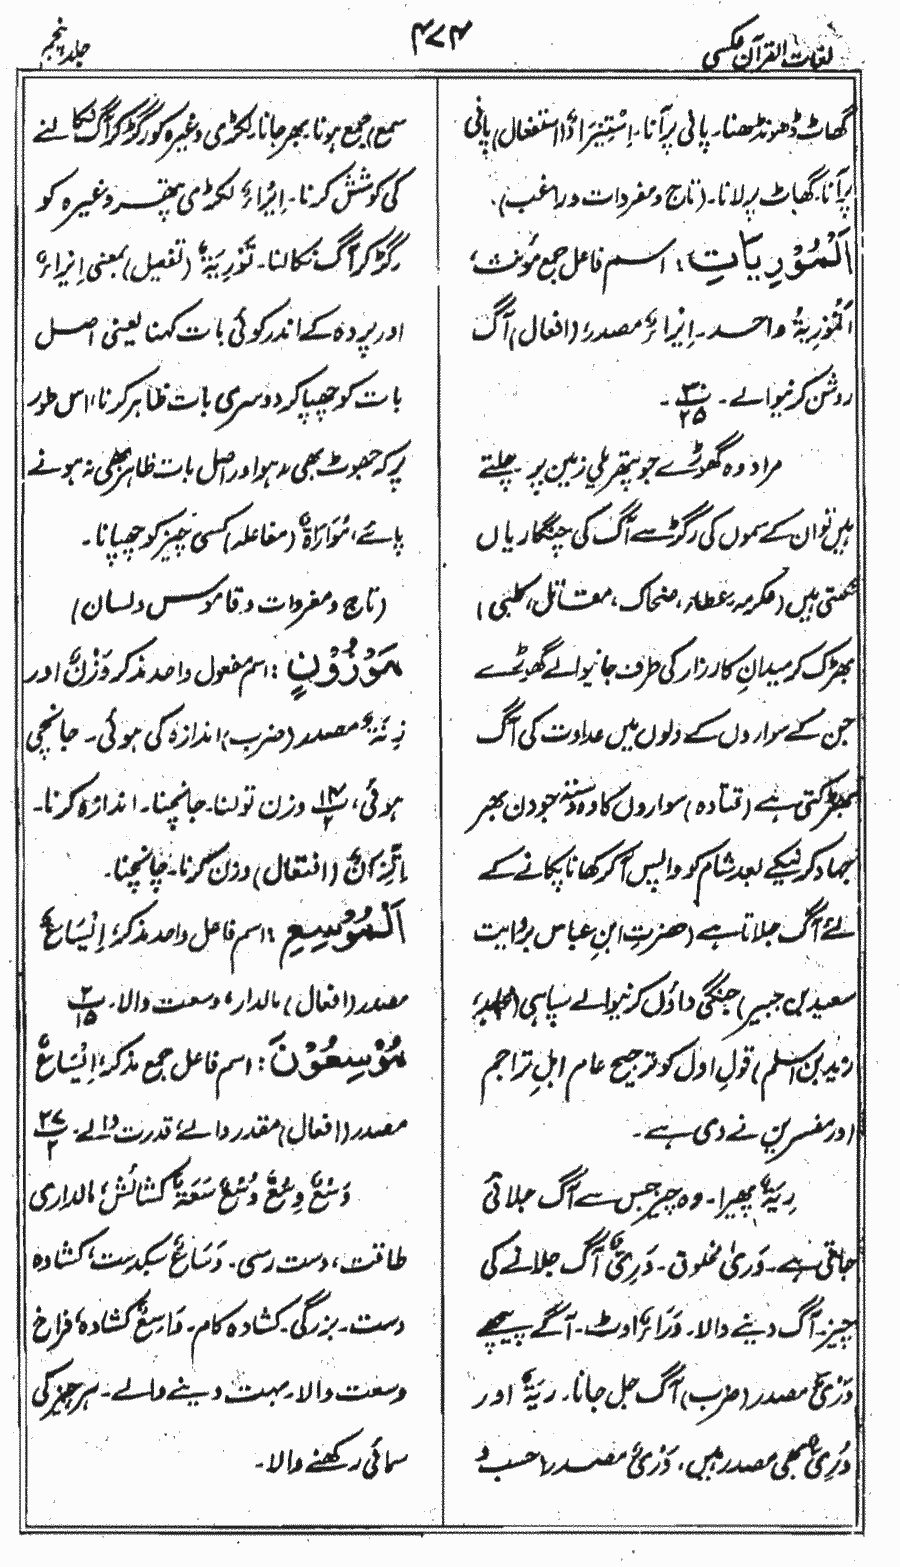 لغات القرآن عکسی
۴۷۴
جلد پنجم
گھاٹ ڈھونڈھنا۔ پانی پر آنا۔ اِسْتِیْرَادٌ (استفعال) پانی
پر آنا۔ گھاٹ پر لانا۔ (تاج و مفردات و راغب)۔
اَلْمُوْرِیَاتِ: اسم فاعل جمع مؤنث،
اَلْمُوْرِیَةُ واحد۔ اِیْرَاءٌ مصدر (افعال) آگ
روشن کرنیوالے۔ ۳۰/۲۵۔
مراد وہ گھوڑے جو پتھریلی زمین پر چلتے
ہیں تو ان کے سموں کی رگڑ سے آگ کی چنگاریاں
نکلتی ہیں (عکرمہ، عطاء، ضحاک، مقاتل، کلبی)
بھڑک کر میدانِ کارزار کی طرف جانیوالے گھوڑے
جن کے سواروں کے دلوں میں عداوت کی آگ
بھڑکتی ہے (قتادہ) سواروں کا وہ دستہ جو دن بھر
جہاد کرنیکے بعد شام کو واپس آکر کھانا پکانے کے
لئے آگ جلاتا ہے (حضرت ابنِ عباس بروایت
سعید بن جبیر) جنگی داؤں کرنیوالے سپاہی (مجاہد،
زید بن اسلم) قولِ اول کو ترجیح عام اہلِ تراجم
اور مفسرین نے دی ہے۔
رِیَةٌ پھیپھڑا۔ وہ چیز جس سے آگ جلائی
جاتی ہے۔ وَرٰی مخلوق۔ وَرِیٌّ آگ جلانے کی
چیز۔ آگ دینے والا۔ وَرَاءٌ اوٹ۔ آگے پیچھے
وَرْیٌ مصدر (ضرب) آگ جل جانا۔ رِیَةٌ اور
وُرِیٌّ بھی مصدر ہیں، وَرْیٌ مصدر (حسب و
سمع) جمع ہونا بھر جانا۔ لکڑی وغیرہ کو رگڑ کر آگ نکالنے
کی کوشش کرنا۔ اِیْرَاءٌ لکڑی پتھر وغیرہ کو
رگڑ کر آگ نکالنا۔ تَوْرِیَةٌ (تفعیل) بمعنی اِیْرَاءٌ
اور پردہ کے اندر کوئی بات کہنا یعنی اصل
بات کو چھپا کر دوسری بات ظاہر کرنا، اس طور
پر کہ جھوٹ بھی نہ ہو اور اصل بات ظاہر بھی نہ ہونے
پائے، مُوَارَاةٌ (مفاعلہ) کسی چیز کو چھپانا۔
(تاج و مفردات و قاموس و لسان)
مَوْزُوْنٍ: اسم مفعول واحد مذکر وَزْنٌ اور
زِنَةٌ مصدر (ضرب) اندازہ کی ہوئی۔ جانچی
ہوئی، ۱۴/۲ وزن تولنا۔ جانچنا۔ اندازہ کرنا۔
اِتِّزَانٌ (افتعال) وزن کرنا۔ جانچنا۔
اَلْمُوْسِعِ: اسم فاعل واحد مذکر، اِیْسَاعٌ
مصدر (افعال) مالدار، وسعت والا۔ ۲/۱۵
مُوْسِعُوْنَ: اسم فاعل جمع مذکر، اِیْسَاعٌ
مصدر (افعال) مقدر والے، قدرت والے۔ ۲۷/۲
وَسْعٌ وِسْعٌ وُسْعٌ سَعَةٌ کشائش، مالداری
طاقت، دست رسی۔ وَسَاعٌ سبکدست، کشادہ
دست۔ بزرگی۔ کشادہ کام۔ وَاسِعٌ کشادہ، فراخ
وسعت والا۔ بہت دینے والے۔ ہر چیز کی
سمائی رکھنے والا۔